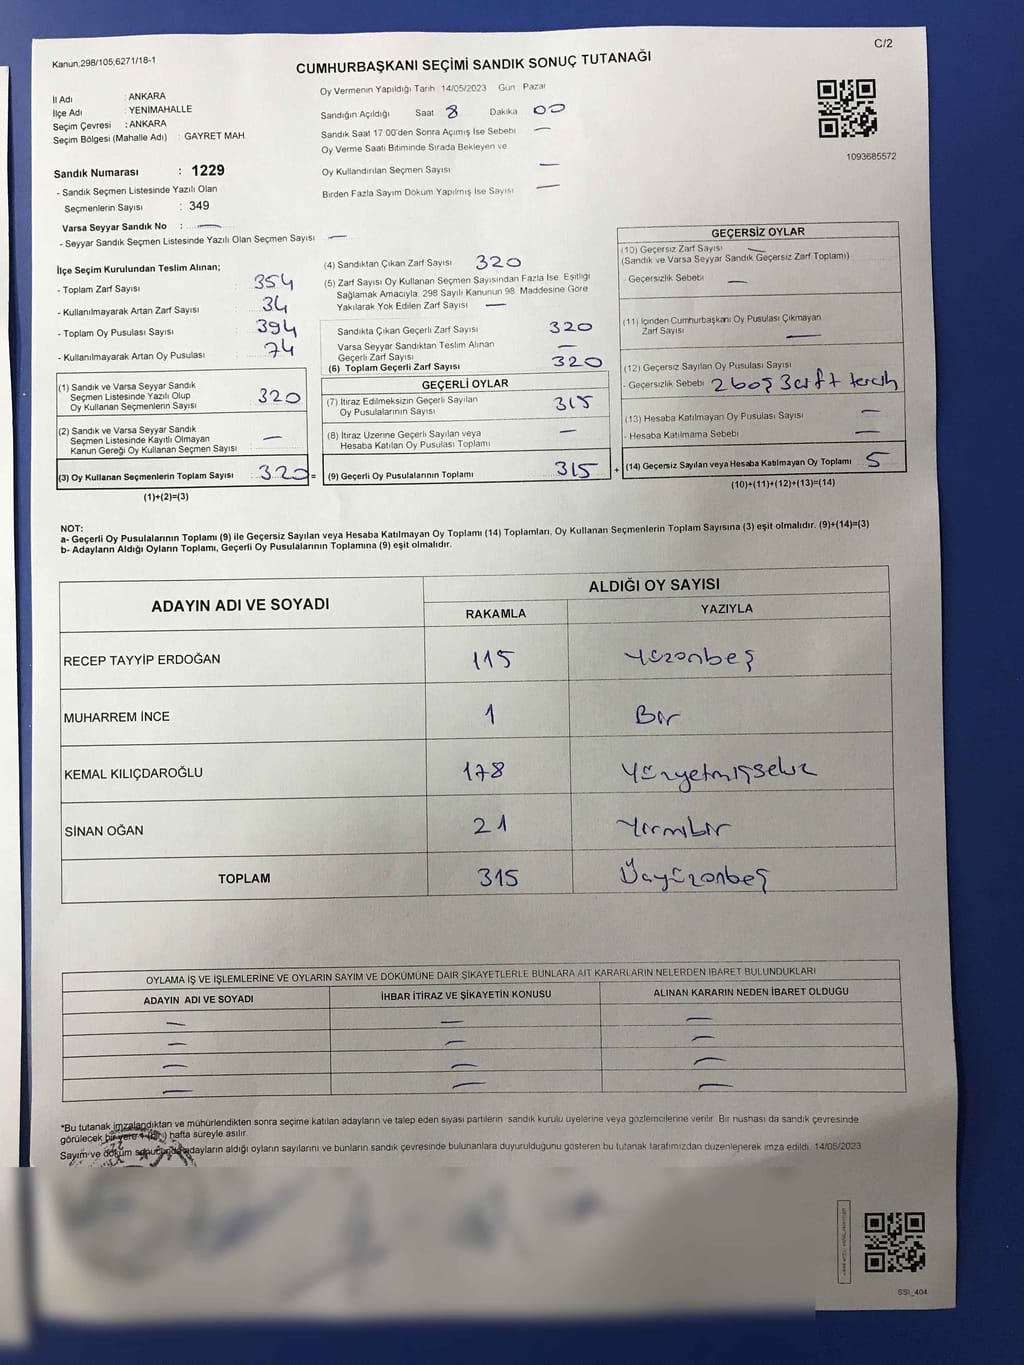 Kanun;298/105,6271/18-1
C/2
CUMHURBAŞKANI SEÇİMİ SANDIK SONUÇ TUTANAĞI
İl Adı : ANKARA
İlçe Adı : YENİMAHALLE
Seçim Çevresi : ANKARA
Seçim Bölgesi (Mahalle Adı) : GAYRET MAH.
Oy Vermenin Yapıldığı Tarih 14/05/2023 Gün Pazar
Sandığın Açıldığı Saat 8 Dakika 00
Sandık Saat 17 00'den Sonra Açımış İse Sebebi —
Oy Verme Saati Bitiminde Sırada Bekleyen ve
Oy Kullandırılan Seçmen Sayısı —
Birden Fazla Sayım Döküm Yapılmış İse Sayısı —
1093685572
Sandık Numarası : 1229
- Sandık Seçmen Listesinde Yazılı Olan
Seçmenlerin Sayısı : 349
Varsa Seyyar Sandık No : —
- Seyyar Sandık Seçmen Listesinde Yazılı Olan Seçmen Sayısı —
İlçe Seçim Kurulundan Teslim Alınan;
- Toplam Zarf Sayısı : 354
- Kullanılmayarak Artan Zarf Sayısı : 34
- Toplam Oy Pusulası Sayısı : 394
- Kullanılmayarak Artan Oy Pusulası : 74
(1) Sandık ve Varsa Seyyar Sandık
Seçmen Listesinde Yazılı Olup
Oy Kullanan Seçmenlerin Sayısı : 320
(2) Sandık ve Varsa Seyyar Sandık
Seçmen Listesinde Kayıtlı Olmayan
Kanun Gereği Oy Kullanan Seçmen Sayısı : —
(3) Oy Kullanan Seçmenlerin Toplam Sayısı : 320 =
(1)+(2)=(3)
(4) Sandıktan Çıkan Zarf Sayısı 320
(5) Zarf Sayısı Oy Kullanan Seçmen Sayısından Fazla İse Eşitliği
Sağlamak Amacıyla; 298 Sayılı Kanunun 98 Maddesine Göre
Yakılarak Yok Edilen Zarf Sayısı —
Sandıkta Çıkan Geçerli Zarf Sayısı 320
Varsa Seyyar Sandıktan Teslim Alınan
Geçerli Zarf Sayısı —
(6) Toplam Geçerli Zarf Sayısı 320
GEÇERLİ OYLAR
(7) İtiraz Edilmeksizin Geçerli Sayılan
Oy Pusulalarının Sayısı 315
(8) İtiraz Üzerine Geçerli Sayılan veya
Hesaba Katılan Oy Pusulası Toplamı —
(9) Geçerli Oy Pusulalarının Toplamı 315 +
GEÇERSİZ OYLAR
(10) Geçersiz Zarf Sayısı —
(Sandık ve Varsa Seyyar Sandık Geçersiz Zarf Toplamı)
- Geçersizlik Sebebi —
(11) İçinden Cumhurbaşkanı Oy Pusulası Çıkmayan
Zarf Sayısı —
(12) Geçersiz Sayılan Oy Pusulası Sayısı
- Geçersizlik Sebebi 2 boş 3 çift tercih
(13) Hesaba Katılmayan Oy Pusulası Sayısı —
- Hesaba Katılmama Sebebi —
(14) Geçersiz Sayılan veya Hesaba Katılmayan Oy Toplamı 5
(10)+(11)+(12)+(13)=(14)
NOT:
a- Geçerli Oy Pusulalarının Toplamı (9) ile Geçersiz Sayılan veya Hesaba Katılmayan Oy Toplamı (14) Toplamları, Oy Kullanan Seçmenlerin Toplam Sayısına (3) eşit olmalıdır. (9)+(14)=(3)
b- Adayların Aldığı Oyların Toplamı, Geçerli Oy Pusulalarının Toplamına (9) eşit olmalıdır.
ADAYIN ADI VE SOYADI ALDIĞI OY SAYISI
RAKAMLA YAZIYLA
RECEP TAYYİP ERDOĞAN 115 Yüzonbeş
MUHARREM İNCE 1 Bir
KEMAL KILIÇDAROĞLU 178 Yüzyetmişsekiz
SİNAN OĞAN 21 Yirmibir
TOPLAM 315 Üçyüzonbeş
OYLAMA İŞ VE İŞLEMLERİNE VE OYLARIN SAYIM VE DÖKÜMÜNE DAİR ŞİKAYETLERLE BUNLARA AİT KARARLARIN NELERDEN İBARET BULUNDUKLARI
ADAYIN ADI VE SOYADI İHBAR İTİRAZ VE ŞİKAYETİN KONUSU ALINAN KARARIN NEDEN İBARET OLDUĞU
— — —
— — —
— — —
— — —
*Bu tutanak imzalandıktan ve mühürlendikten sonra seçime katılan adayların ve talep eden siyasi partilerin sandık kurulu üyelerine veya gözlemcilerine verilir. Bir nushası da sandık çevresinde
görülecek bir yere 1 (bir) hafta süreyle asılır.
Sayım ve döküm sonucunda adayların aldığı oyların sayılarını ve bunların sandık çevresinde bulunanlara duyurulduğunu gösteren bu tutanak tarafımızdan düzenlenerek imza edildi. 14/05/2023
SSI_404